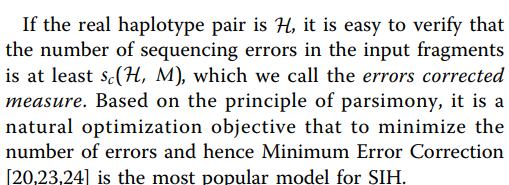 If the real haplotype pair is ℋ, it is easy to verify that
the number of sequencing errors in the input fragments
is at least s_c(ℋ, M), which we call the errors corrected
measure. Based on the principle of parsimony, it is a
natural optimization objective that to minimize the
number of errors and hence Minimum Error Correction
[20,23,24] is the most popular model for SIH.